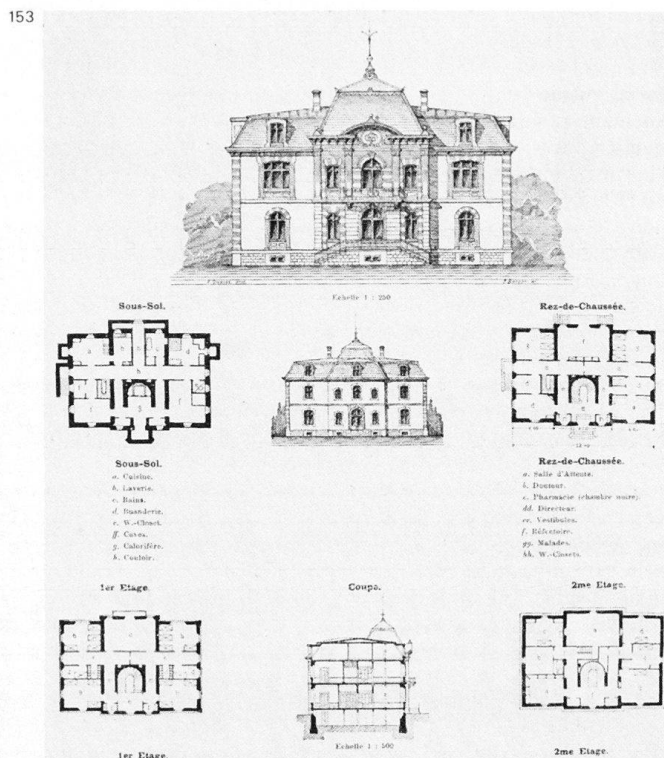 153
Echelle 1 : 250
Sous-Sol.
Rez-de-Chaussée.
Sous-Sol.
a. Cuisine.
b. Laverie.
c. Bains.
d. Buanderie.
e. W.-Closet.
ff. Caves.
g. Calorifère.
h. Couloir.
Rez-de-Chaussée.
a. Salle d'Attente.
b. Docteur.
c. Pharmacie (chambre noire).
dd. Directeur.
ee. Vestibules.
f. Réfectoire.
gg. Malades.
hh. W.-Closets.
1er Etage.
Coupe.
2me Etage.
Echelle 1 : 500
1er Etage.
2me Etage.